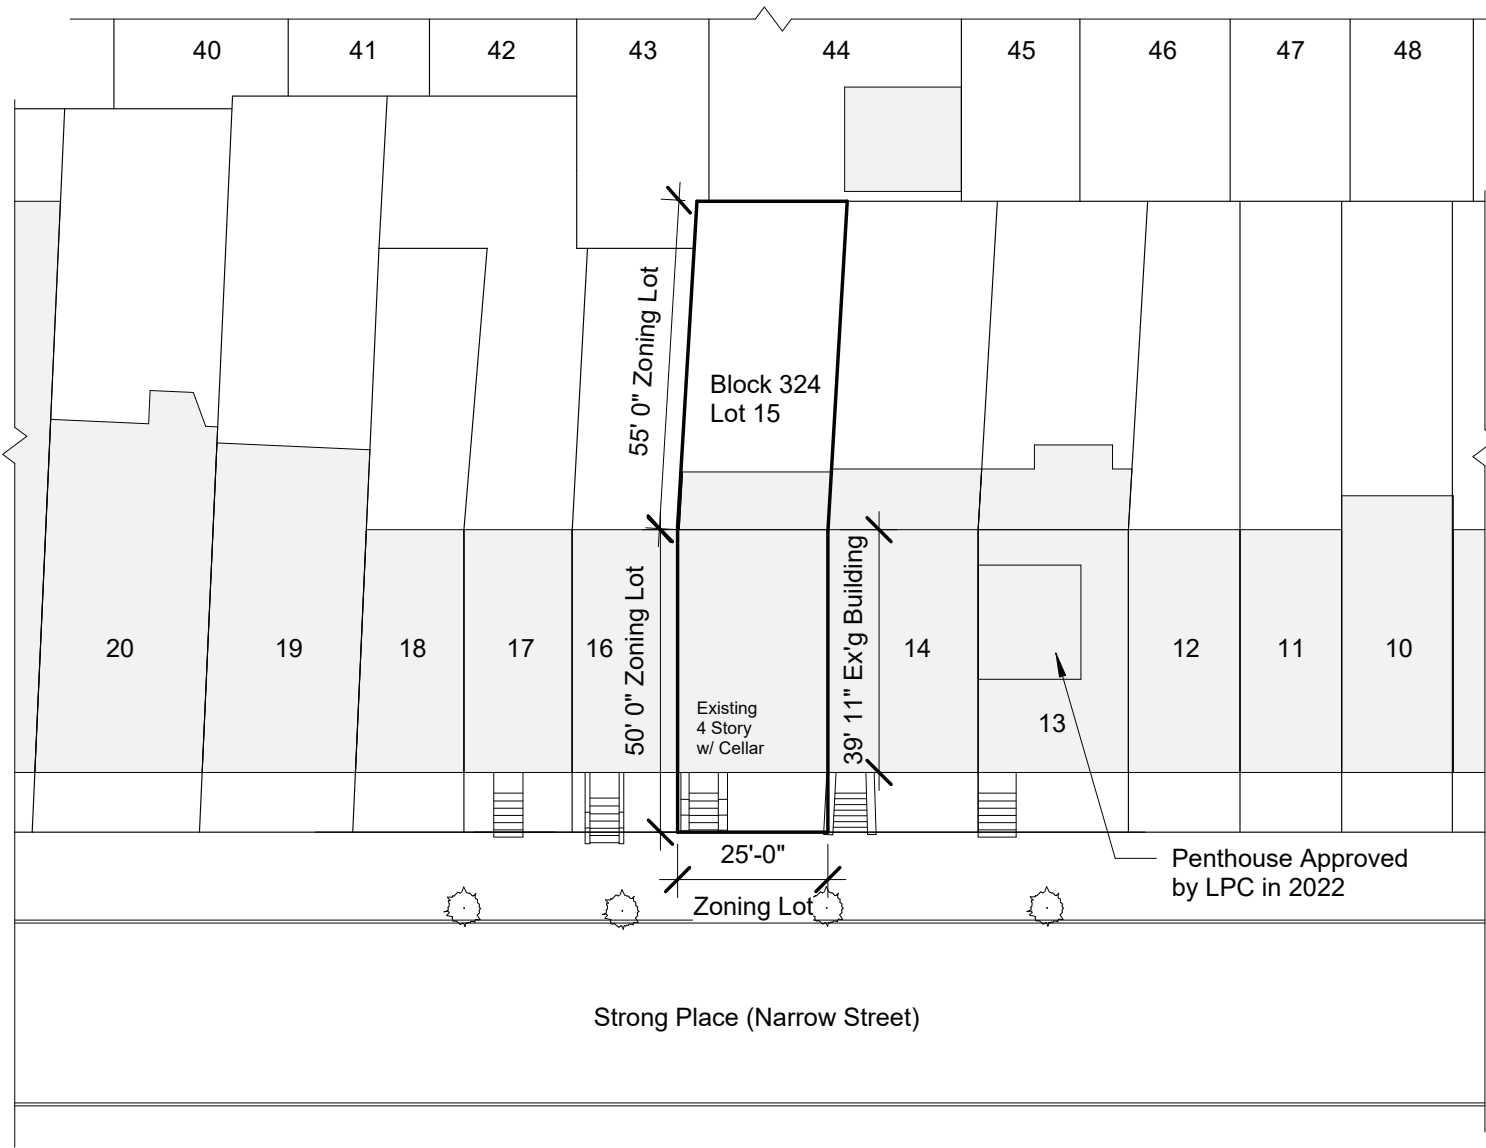 40
41
42
43
44
45
46
47
48
55' 0" Zoning Lot
Block 324
Lot 15
20
19
18
17
16
50' 0" Zoning Lot
Existing
4 Story
w/ Cellar
39' 11" Ex'g Building
14
13
12
11
10
25'-0"
Zoning Lot
Penthouse Approved
by LPC in 2022
Strong Place (Narrow Street)